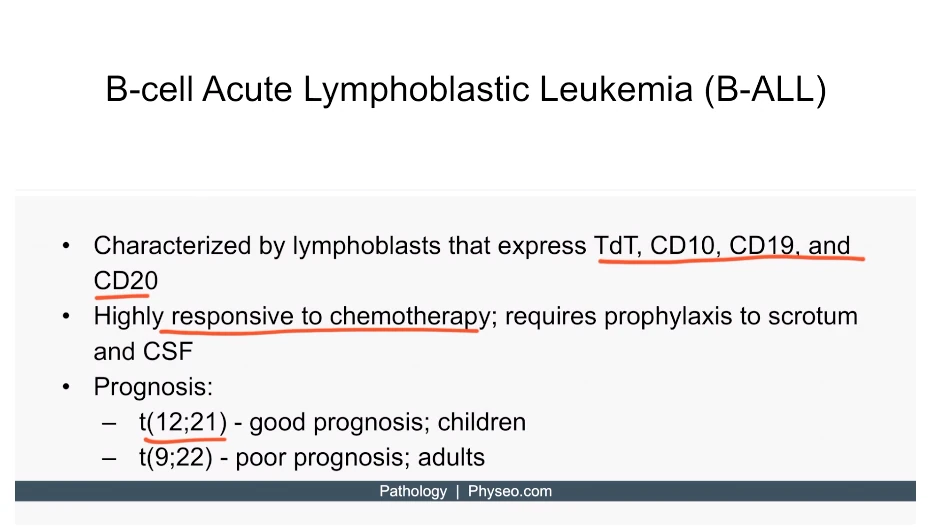 B-cell Acute Lymphoblastic Leukemia (B-ALL)
• Characterized by lymphoblasts that express TdT, CD10, CD19, and
CD20
• Highly responsive to chemotherapy; requires prophylaxis to scrotum
and CSF
• Prognosis:
– t(12;21) - good prognosis; children
– t(9;22) - poor prognosis; adults
Pathology | Physeo.com